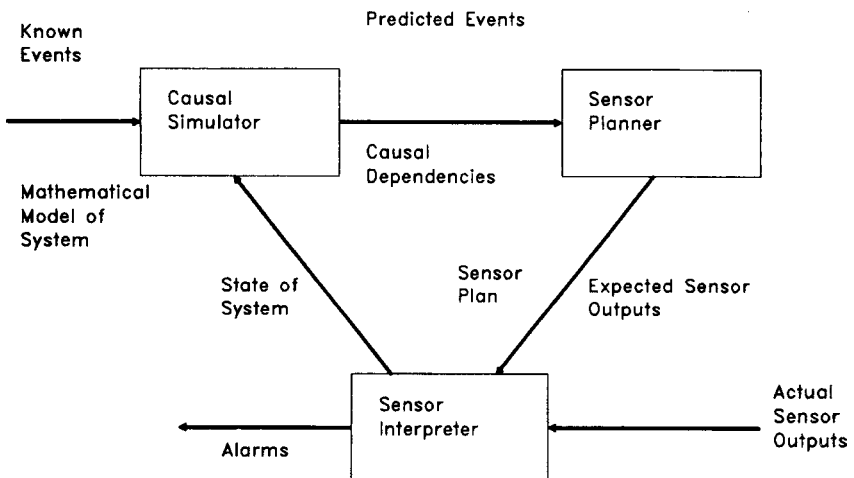 Predicted Events
Known
Events
Causal
Simulator
Sensor
Planner
Causal
Dependencies
Mathematical
Model of
System
State of
System
Sensor
Plan
Expected Sensor
Outputs
Sensor
Interpreter
Actual
Sensor
Outputs
Alarms